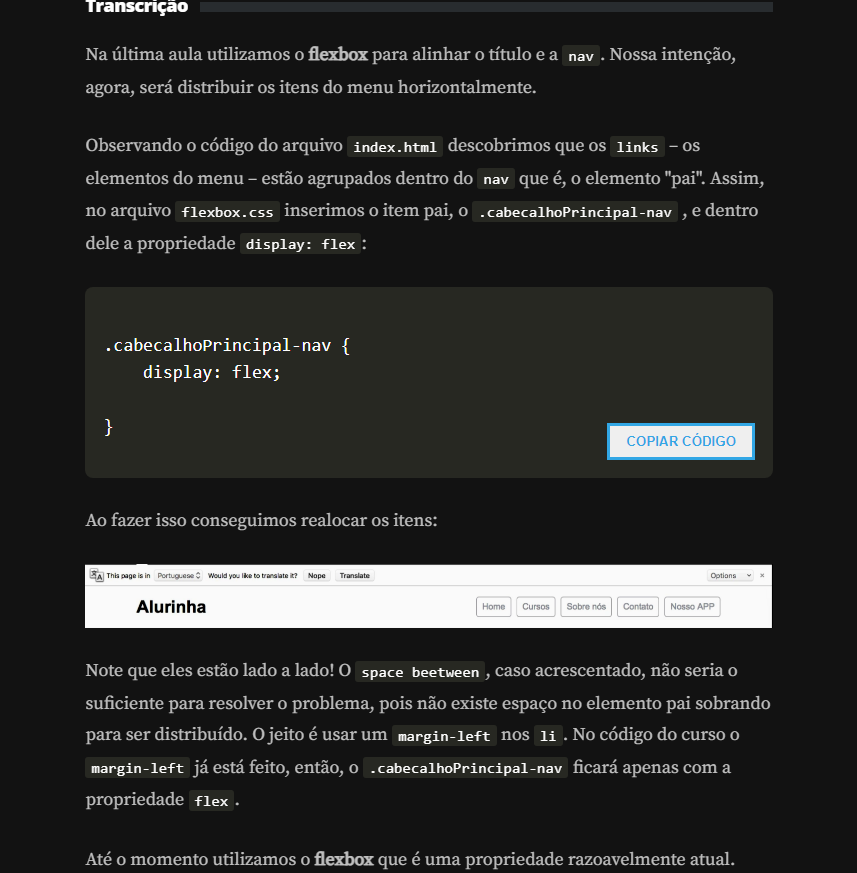 Transcrição
Na última aula utilizamos o flexbox para alinhar o título e a nav. Nossa intenção,
agora, será distribuir os itens do menu horizontalmente.
Observando o código do arquivo index.html descobrimos que os links – os
elementos do menu – estão agrupados dentro do nav que é, o elemento "pai". Assim,
no arquivo flexbox.css inserimos o item pai, o .cabecalhoPrincipal-nav , e dentro
dele a propriedade display: flex:
.cabecalhoPrincipal-nav {
display: flex;
}
COPIAR CÓDIGO
Ao fazer isso conseguimos realocar os itens:
This page is in Portuguese Would you like to translate it? Nope Translate Options ×
Alurinha Home Cursos Sobre nós Contato Nosso APP
Note que eles estão lado a lado! O space beetween, caso acrescentado, não seria o
suficiente para resolver o problema, pois não existe espaço no elemento pai sobrando
para ser distribuído. O jeito é usar um margin-left nos li. No código do curso o
margin-left já está feito, então, o .cabecalhoPrincipal-nav ficará apenas com a
propriedade flex.
Até o momento utilizamos o flexbox que é uma propriedade razoavelmente atual.